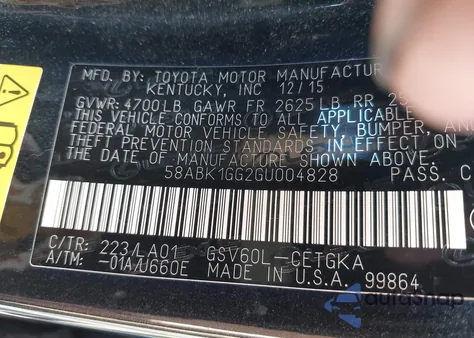 MFD. BY: TOYOTA MOTOR MANUFACTUR
KENTUCKY, INC 12/15
GVWR: 4700LB GAWR FR 2625LB RR
THIS VEHICLE CONFORMS TO ALL APPLICABLE
FEDERAL MOTOR VEHICLE SAFETY, BUMPER, AN
THEFT PREVENTION STANDARDS IN EFFECT ON
THE DATE OF MANUFACTURE SHOWN ABOVE.
58ABK1GG2GU004828 PASS. C
C/TR: 223/LA01 GSV60L-CETGKA
A/TM: -01A/U660E MADE IN U.S.A. 99864
autoSnap